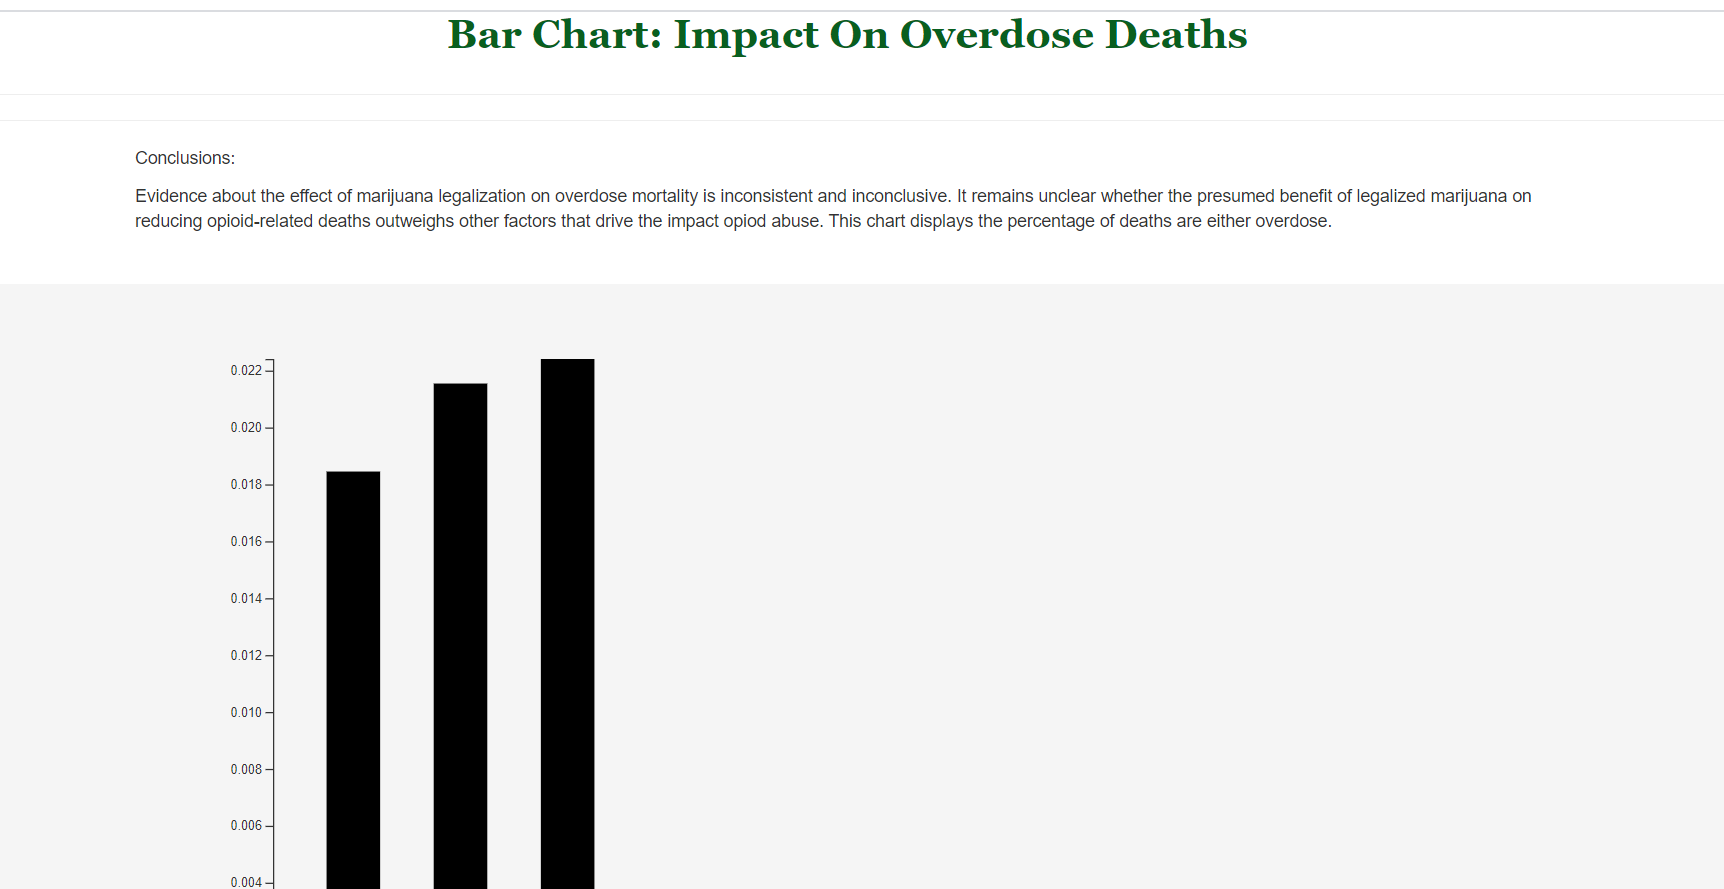 Bar Chart: Impact On Overdose Deaths
Conclusions:
Evidence about the effect of marijuana legalization on overdose mortality is inconsistent and inconclusive. It remains unclear whether the presumed benefit of legalized marijuana on
reducing opioid-related deaths outweighs other factors that drive the impact opiod abuse. This chart displays the percentage of deaths are either overdose.
0.022
0.020
0.018
0.016
0.014
0.012
0.010
0.008
0.006
0.004